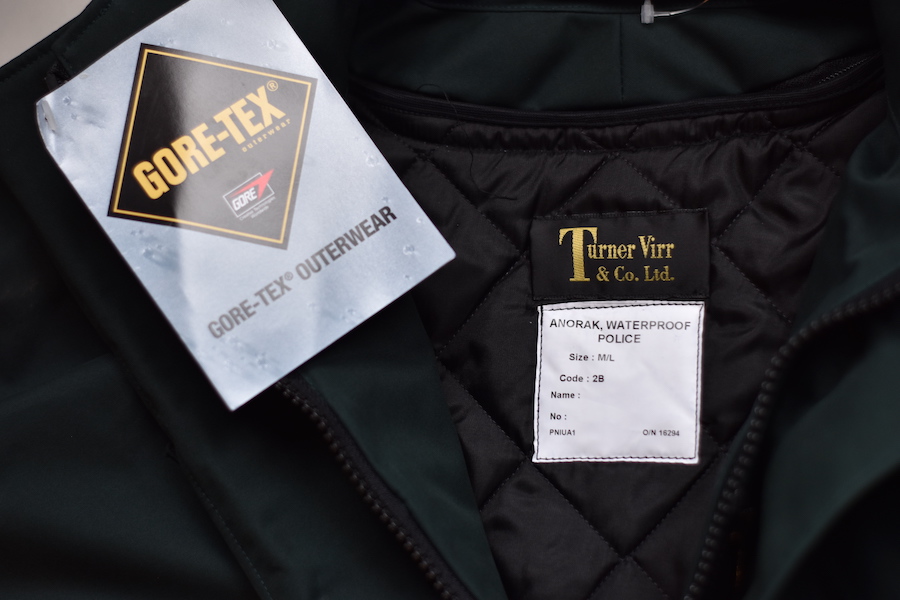 GORE-TEX®
outerwear
GORE
GORE-TEX® OUTERWEAR
Turner Virr
& Co. Ltd.
ANORAK, WATERPROOF
POLICE
Size : M/L
Code : 2B
Name :
No :
PNIUA1 O/N 16294